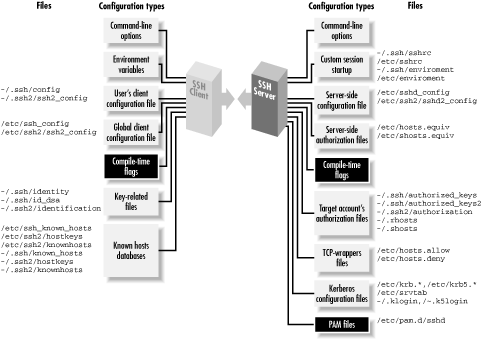 Files
Configuration types
Configuration types
Files
Command-line
options
Environment
variables
-/.ssh/config
-/.ssh2/ssh2_config
User's client
configuration file
/etc/ssh_config
/etc/ssh2/ssh2_config
Global client
configuration file
Compile-time
flags
-/.ssh/identity
-/.ssh/id_dsa
-/.ssh2/identification
Key-related
files
/etc/ssh_known_hosts
/etc/ssh2/hostkeys
/etc/ssh2/knownhosts
-/.ssh/known_hosts
-/.ssh2/hostkeys
-/.ssh2/knownhosts
Known hosts
databases
SSH
Client
SSH
Server
Command-line
options
Custom session
startup
-/.ssh/sshrc
/etc/sshrc
-/.ssh/enviroment
/etc/enviroment
Server-side
configuration file
/etc/sshd_config
/etc/ssh2/sshd2_config
Server-side
authorization files
/etc/hosts.equiv
/etc/shosts.equiv
Compile-time
flags
Target account's
authorization files
-/.ssh/authorized_keys
-/.ssh/authorized_keys2
-/.ssh2/authorization
-/.rhosts
-/.shosts
TCP-wrappers
files
/etc/hosts.allow
/etc/hosts.deny
Kerberos
configuration files
/etc/krb.*,/etc/krb5.*
/etc/srvtab
-/.klogin,/~.k5login
PAM files
/etc/pam.d/sshd